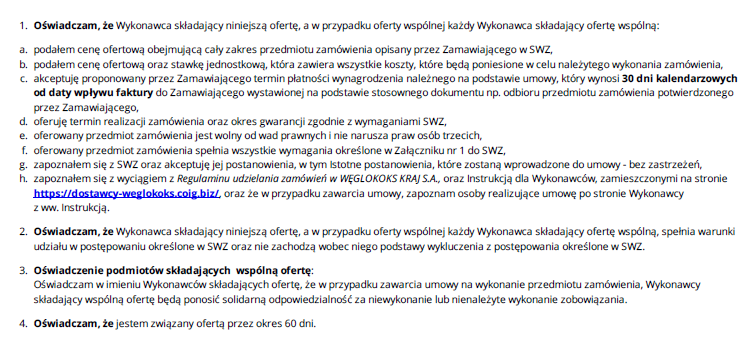 1. Oświadczam, że Wykonawca składający niniejszą ofertę, a w przypadku oferty wspólnej każdy Wykonawca składający ofertę wspólną:
a. podałem cenę ofertową obejmującą cały zakres przedmiotu zamówienia opisany przez Zamawiającego w SWZ,
b. podałem cenę ofertową oraz stawkę jednostkową, która zawiera wszystkie koszty, które będą poniesione w celu należytego wykonania zamówienia,
c. akceptuję proponowany przez Zamawiającego termin płatności wynagrodzenia należnego na podstawie umowy, który wynosi 30 dni kalendarzowych
od daty wpływu faktury do Zamawiającego wystawionej na podstawie stosownego dokumentu np. odbioru przedmiotu zamówienia potwierdzonego
przez Zamawiającego,
d. oferuję termin realizacji zamówienia oraz okres gwarancji zgodnie z wymaganiami SWZ,
e. oferowany przedmiot zamówienia jest wolny od wad prawnych i nie narusza praw osób trzecich,
f. oferowany przedmiot zamówienia spełnia wszystkie wymagania określone w Załączniku nr 1 do SWZ,
g. zapoznałem się z SWZ oraz akceptuję jej postanowienia, w tym Istotne postanowienia, które zostaną wprowadzone do umowy - bez zastrzeżeń,
h. zapoznałem się z wyciągiem z Regulaminu udzielania zamówień w WĘGLOKOKS KRAJ S.A., oraz Instrukcją dla Wykonawców, zamieszczonymi na stronie
https://dostawcy-weglokoks.coig.biz/, oraz że w przypadku zawarcia umowy, zapoznam osoby realizujące umowę po stronie Wykonawcy
z ww. Instrukcją.
2. Oświadczam, że Wykonawca składający niniejszą ofertę, a w przypadku oferty wspólnej każdy Wykonawca składający ofertę wspólną, spełnia warunki
udziału w postępowaniu określone w SWZ oraz nie zachodzą wobec niego podstawy wykluczenia z postępowania określone w SWZ.
3. Oświadczenie podmiotów składających wspólną ofertę:
Oświadczam w imieniu Wykonawców składających ofertę, że w przypadku zawarcia umowy na wykonanie przedmiotu zamówienia, Wykonawcy
składający wspólną ofertę będą ponosić solidarną odpowiedzialność za niewykonanie lub nienależyte wykonanie zobowiązania.
4. Oświadczam, że jestem związany ofertą przez okres 60 dni.